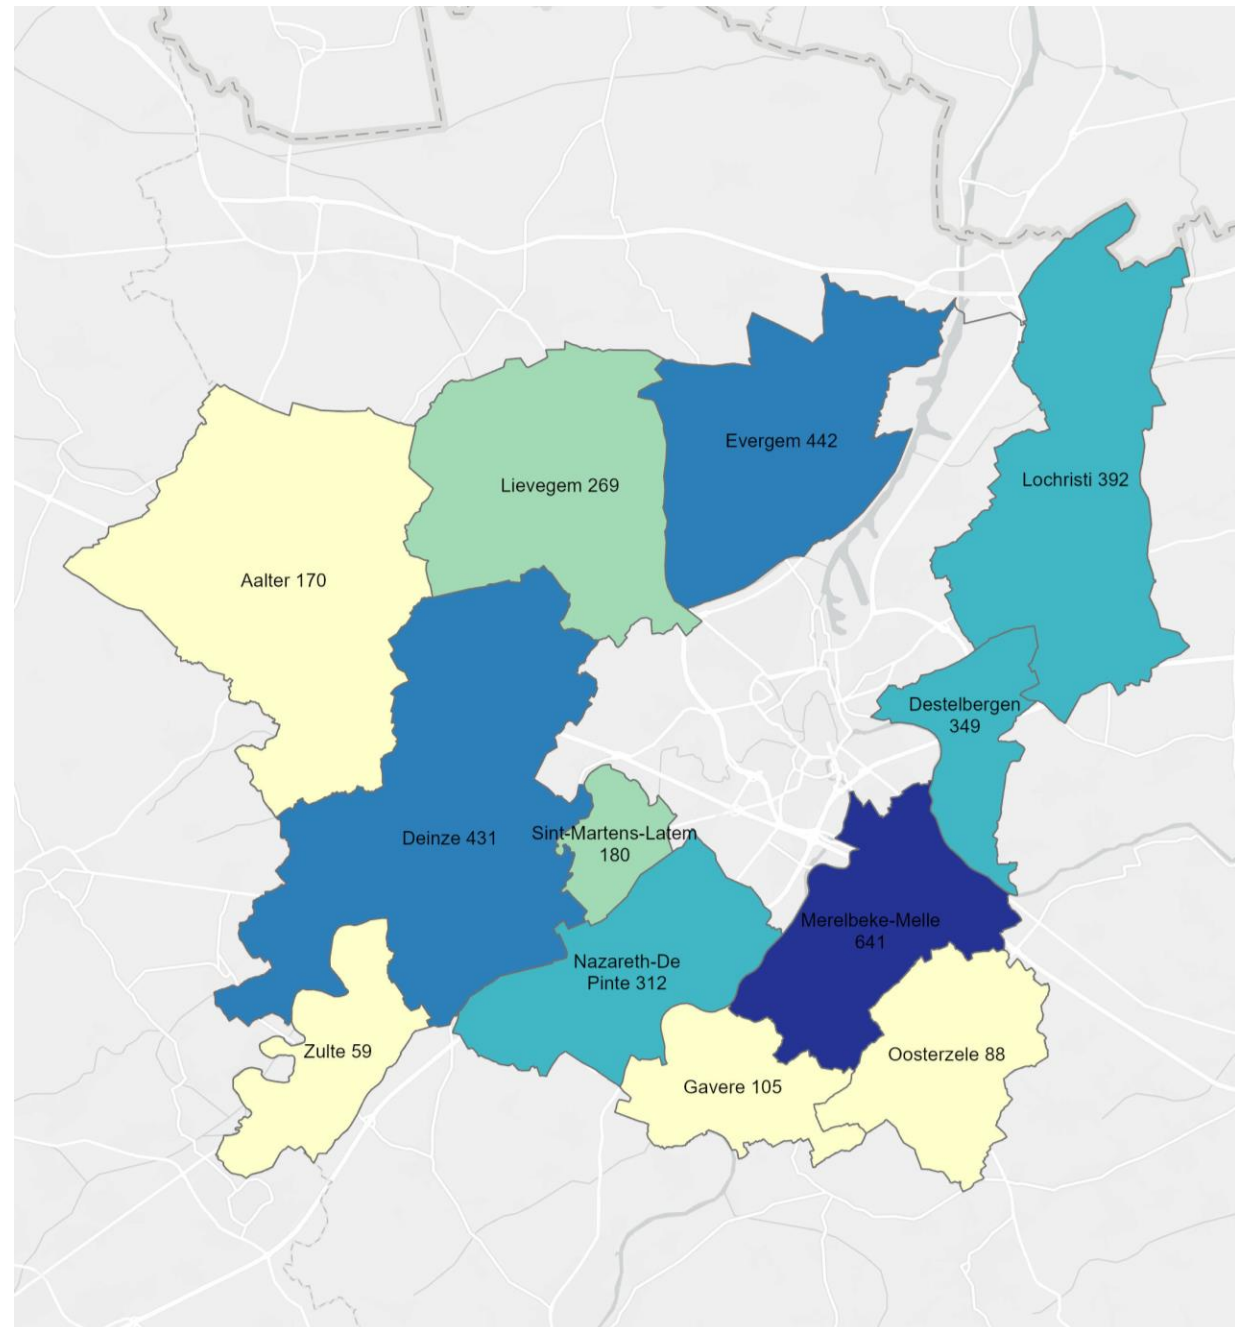 Evergem 442
Lochristi 392
Lievegem 269
Aalter 170
Destelbergen
349
Deinze 431
Sint-Martens-Latem
180
Merelbeke-Melle
641
Nazareth-De
Pinte 312
Zulte 59
Oosterzele 88
Gavere 105